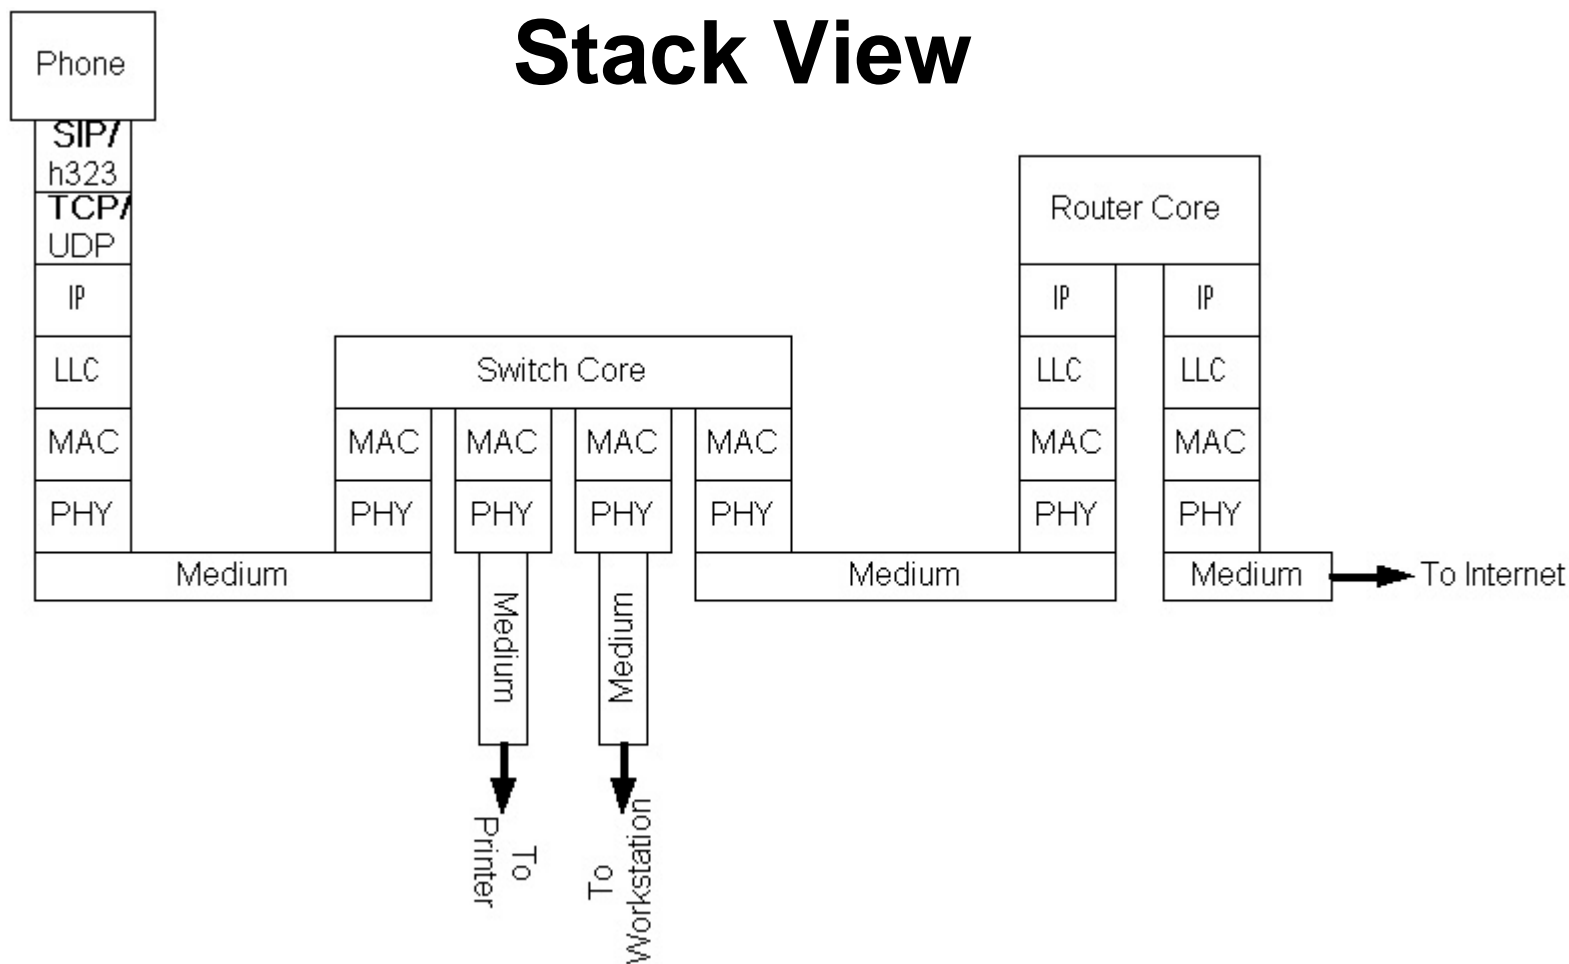 Stack View
Phone
SIP/
h323
TCP/
UDP
IP
LLC
MAC
PHY
Medium
Switch Core
MAC
MAC
MAC
MAC
PHY
PHY
PHY
PHY
Medium
Medium
To
Printer
To
Workstation
Medium
Router Core
IP
IP
LLC
LLC
MAC
MAC
PHY
PHY
Medium
To Internet